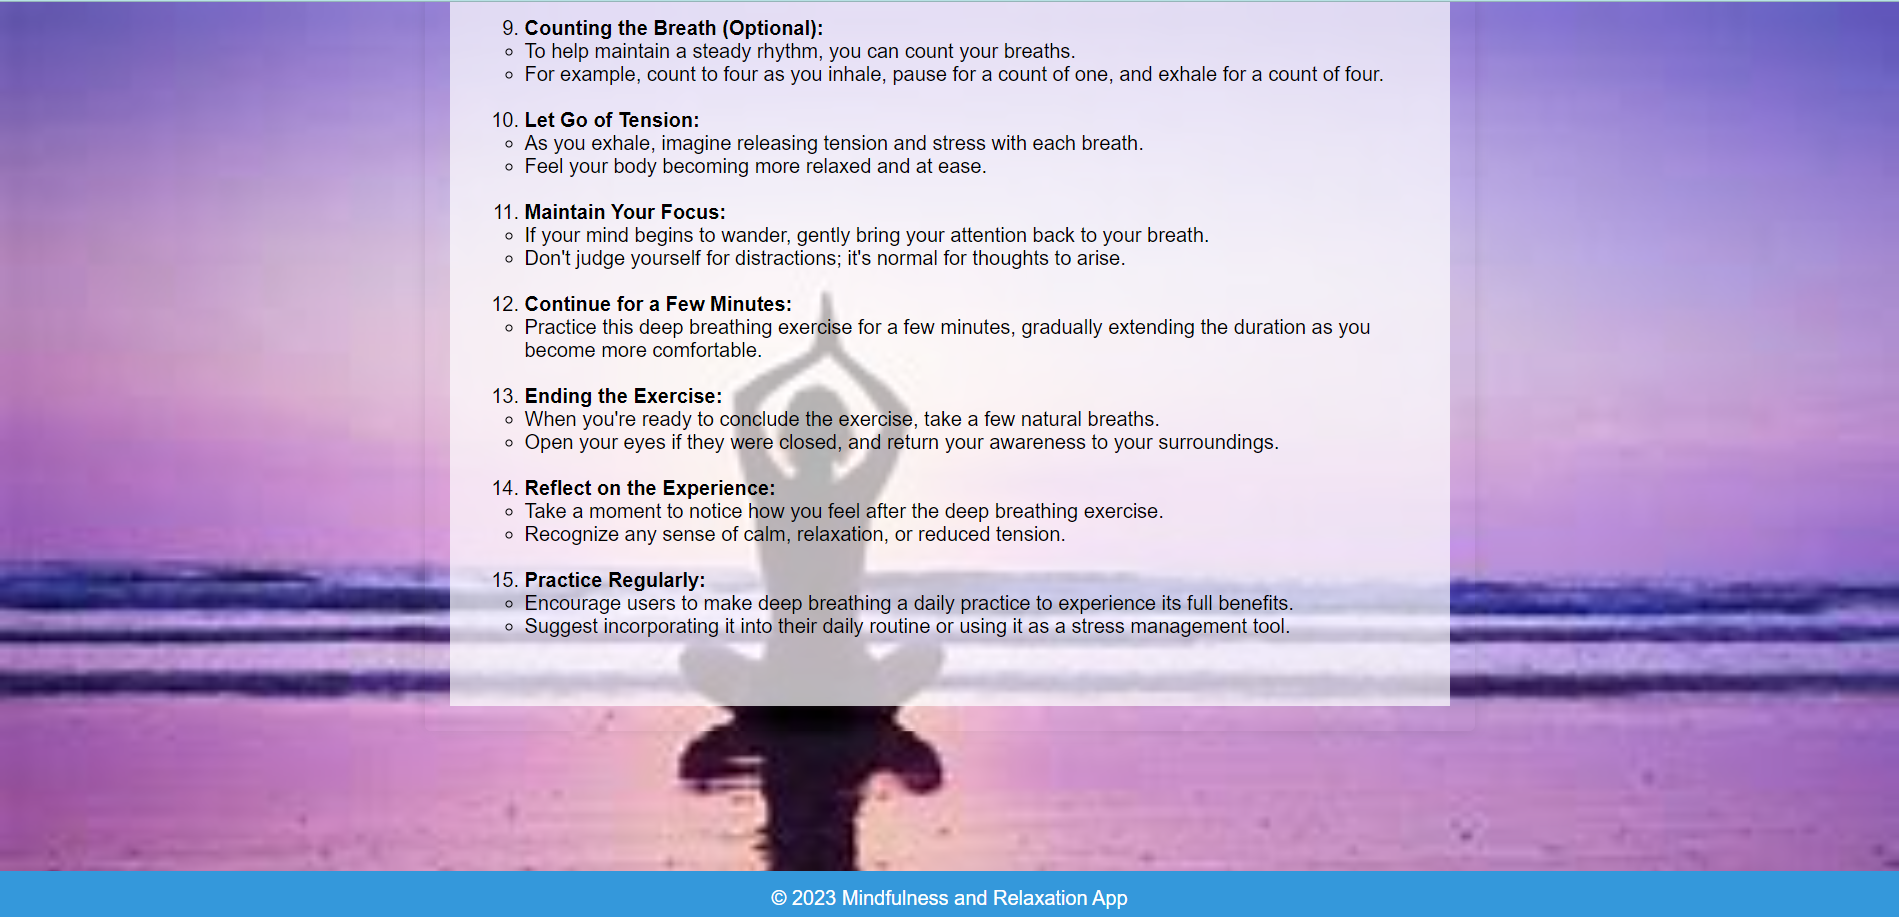 9. Counting the Breath (Optional):
To help maintain a steady rhythm, you can count your breaths.
For example, count to four as you inhale, pause for a count of one, and exhale for a count of four.
10. Let Go of Tension:
As you exhale, imagine releasing tension and stress with each breath.
Feel your body becoming more relaxed and at ease.
11. Maintain Your Focus:
If your mind begins to wander, gently bring your attention back to your breath.
Don't judge yourself for distractions; it's normal for thoughts to arise.
12. Continue for a Few Minutes:
Practice this deep breathing exercise for a few minutes, gradually extending the duration as you
become more comfortable.
13. Ending the Exercise:
When you're ready to conclude the exercise, take a few natural breaths.
Open your eyes if they were closed, and return your awareness to your surroundings.
14. Reflect on the Experience:
Take a moment to notice how you feel after the deep breathing exercise.
Recognize any sense of calm, relaxation, or reduced tension.
15. Practice Regularly:
Encourage users to make deep breathing a daily practice to experience its full benefits.
Suggest incorporating it into their daily routine or using it as a stress management tool.
© 2023 Mindfulness and Relaxation App